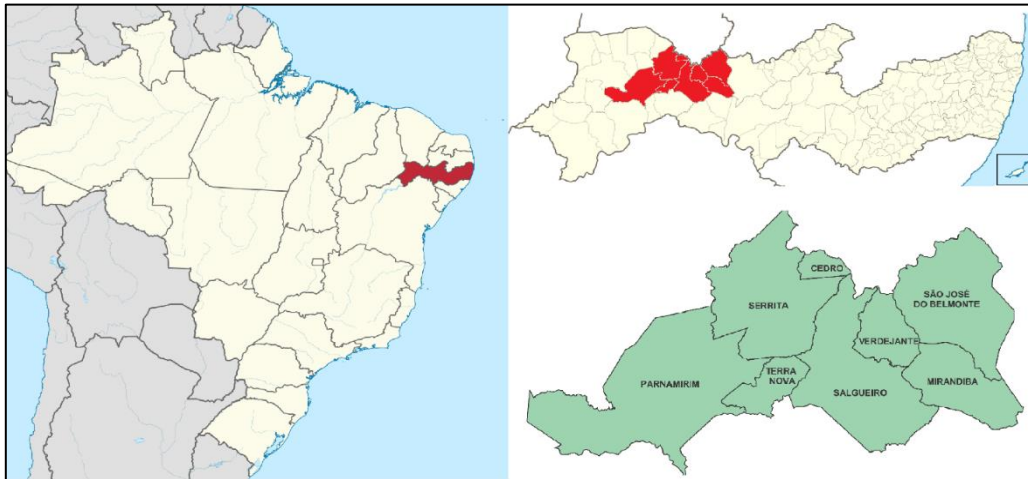 CEDRO
SÃO JOSÉ
DO BELMONTE
SERRITA
VERDEJANTE
TERRA
NOVA
PARNAMIRIM
MIRANDIBA
SALGUEIRO